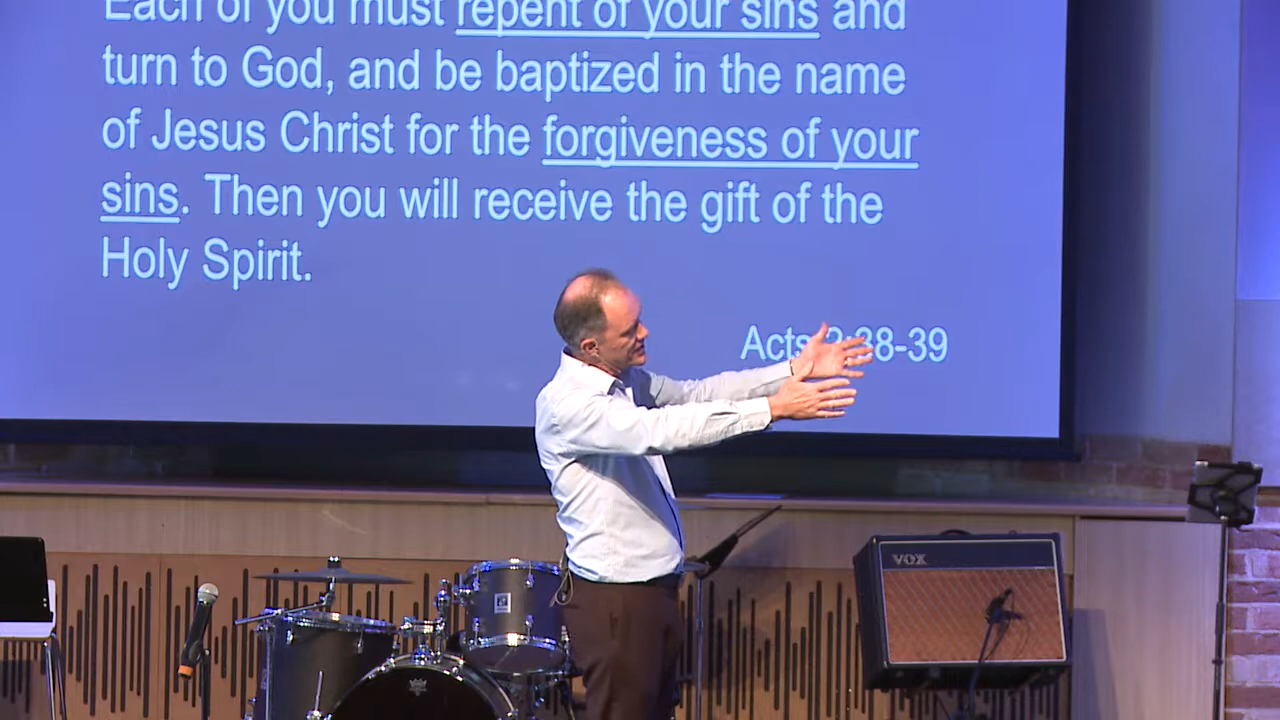 Each of you must repent of your sins and
turn to God, and be baptized in the name
of Jesus Christ for the forgiveness of your
sins. Then you will receive the gift of the
Holy Spirit.
Acts 2:38-39
VOX